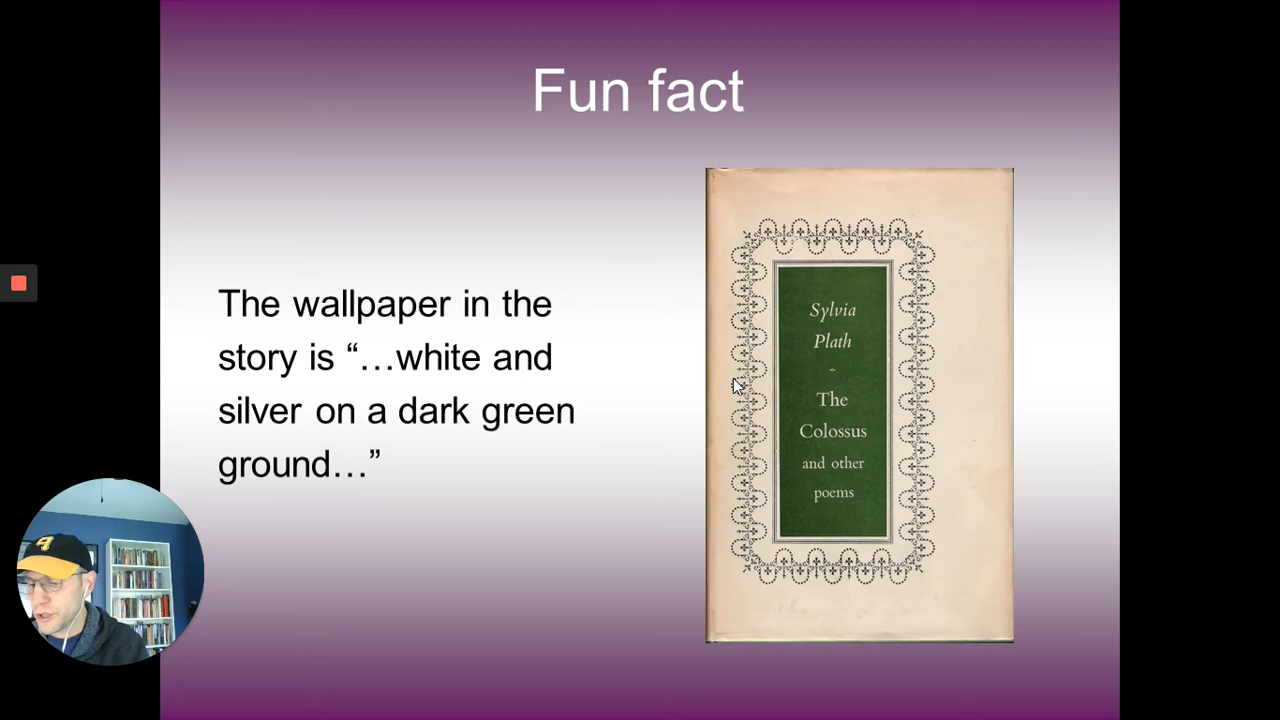 Fun fact
The wallpaper in the
story is “…white and
silver on a dark green
ground…”
Sylvia
Plath
The
Colossus
and other
poems